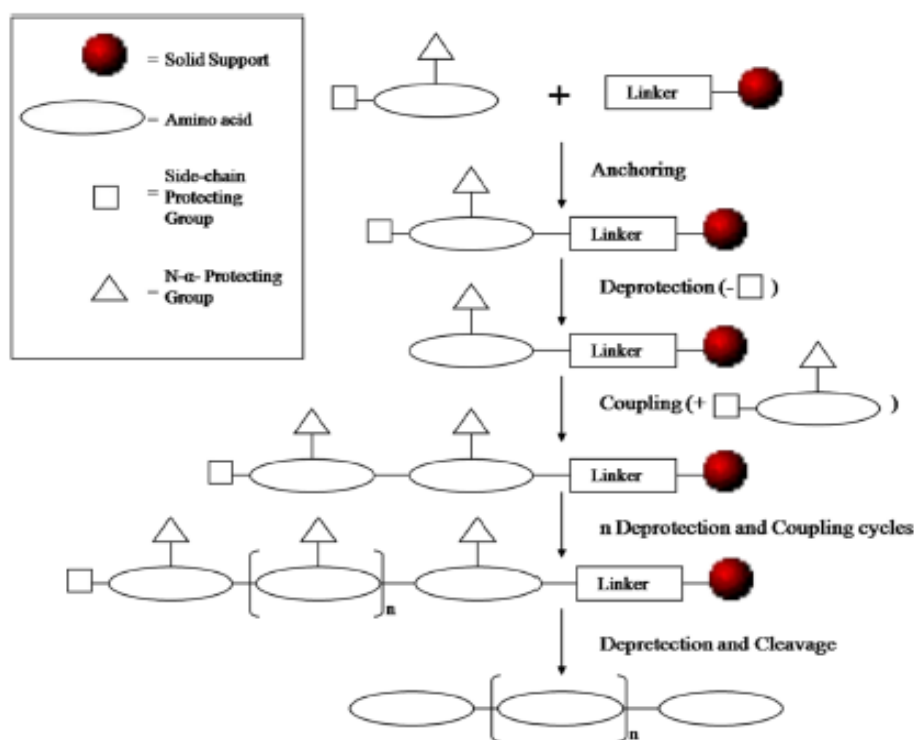 = Solid Support
= Amino acid
= Side-chain
Protecting
Group
= N-α- Protecting
Group
+
Linker
Anchoring
Linker
Deprotection (- )
Linker
Coupling (+ )
Linker
n Deprotection and Coupling cycles
n
Linker
Depretection and Cleavage
n